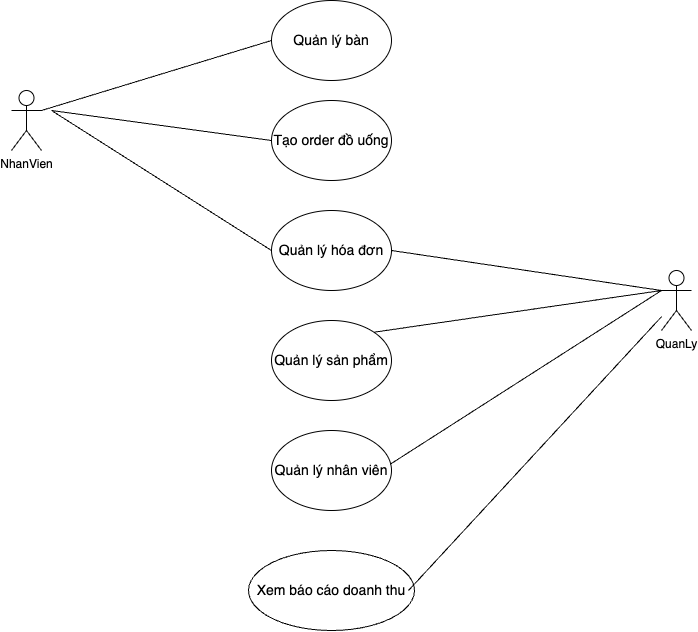 Quản lý bàn
NhanVien
Tạo order đồ uống
Quản lý hóa đơn
QuanLy
Quản lý sản phẩm
Quản lý nhân viên
Xem báo cáo doanh thu